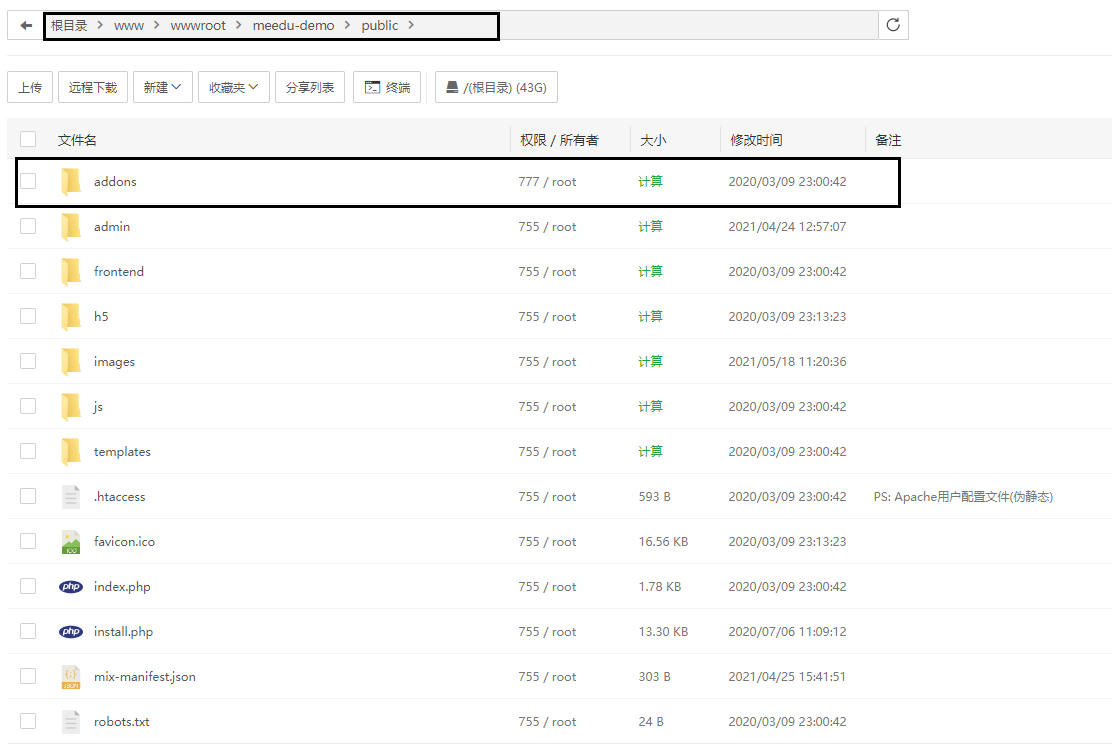 根目录 > www > wwwroot > meedu-demo > public >
上传 远程下载 新建 收藏夹 分享列表 终端 /(根目录) (43G)
文件名 权限 / 所有者 大小 修改时间 备注
addons 777 / root 计算 2020/03/09 23:00:42
admin 755 / root 计算 2021/04/24 12:57:07
frontend 755 / root 计算 2020/03/09 23:00:42
h5 755 / root 计算 2020/03/09 23:13:23
images 755 / root 计算 2021/05/18 11:20:36
js 755 / root 计算 2020/03/09 23:00:42
templates 755 / root 计算 2020/03/09 23:00:42
.htaccess 755 / root 593 B 2020/03/09 23:00:42 PS: Apache用户配置文件(伪静态)
ICO favicon.ico 755 / root 16.56 KB 2020/03/09 23:13:23
php index.php 755 / root 1.78 KB 2020/03/09 23:00:42
php install.php 755 / root 13.30 KB 2020/07/06 11:09:12
JSON mix-manifest.json 755 / root 303 B 2021/04/25 15:41:51
robots.txt 755 / root 24 B 2020/03/09 23:00:42